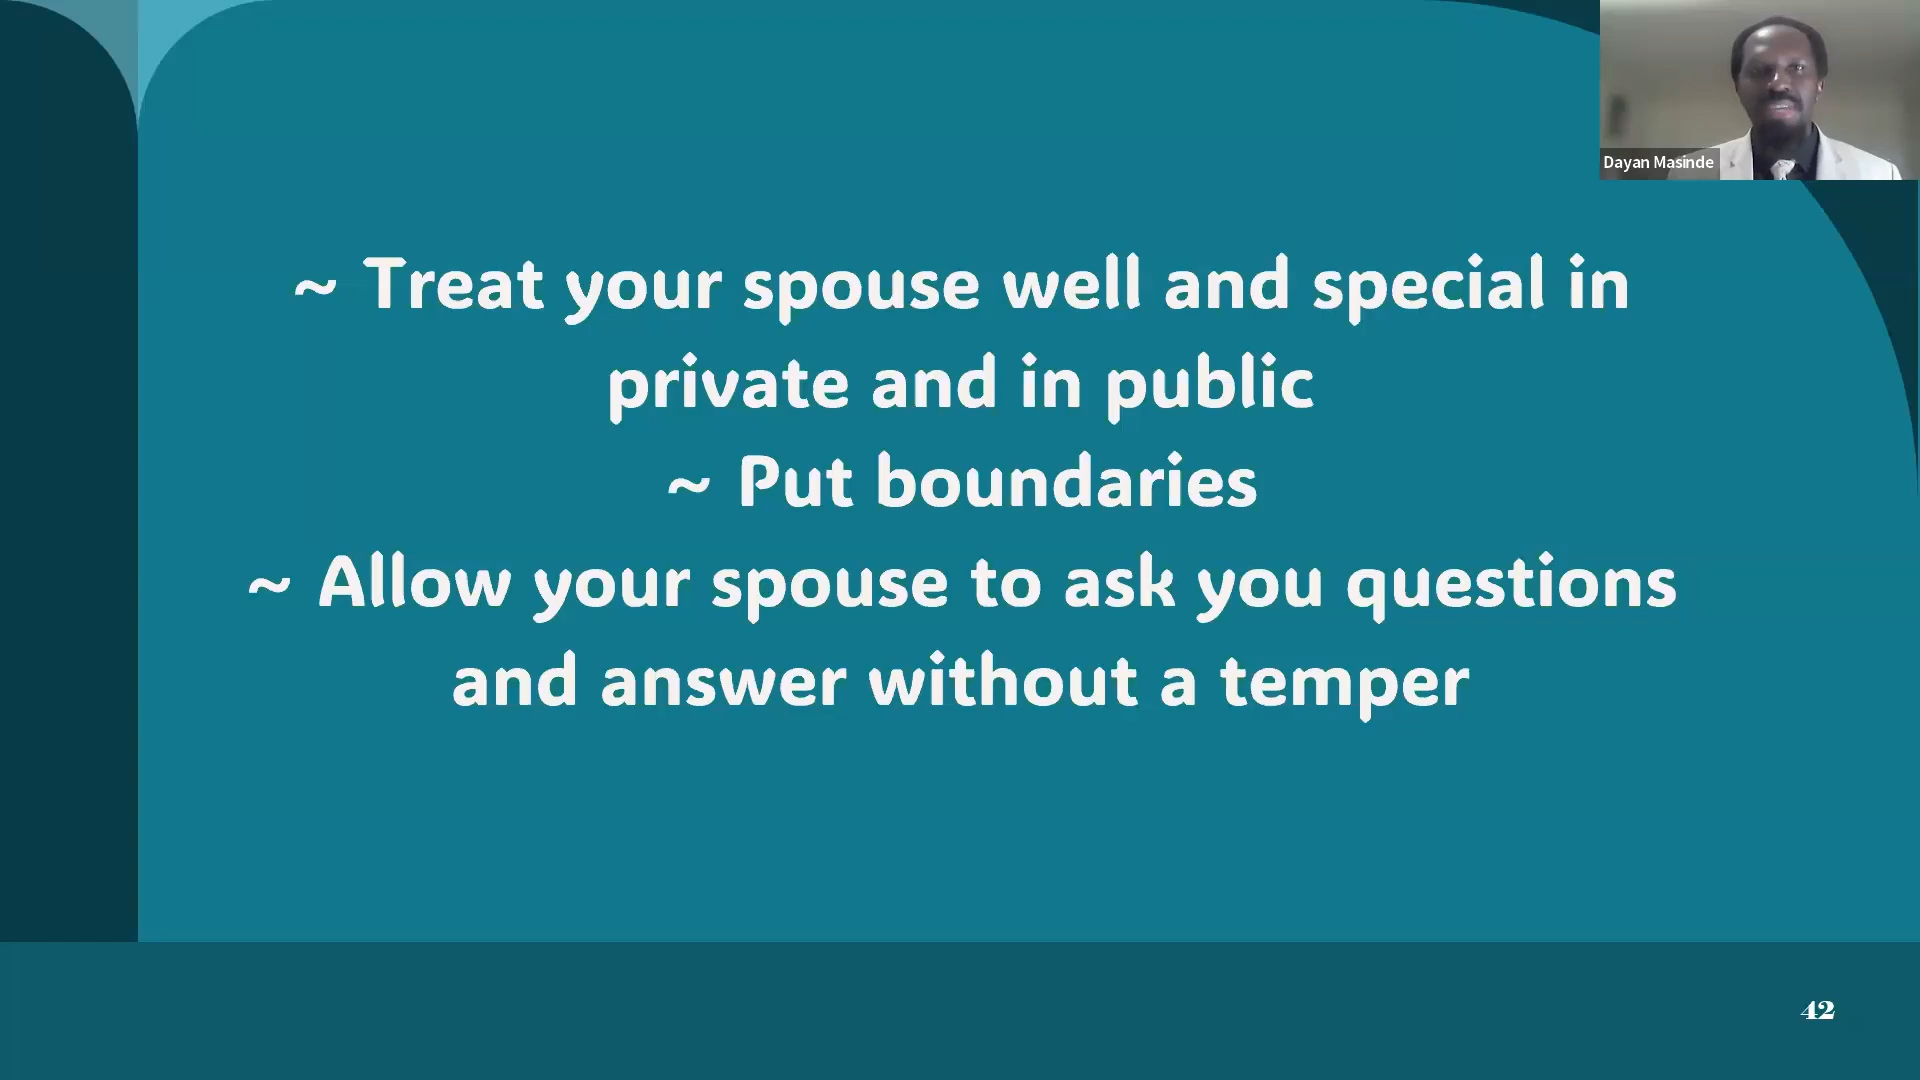 Dayan Masinde
~ Treat your spouse well and special in
private and in public
~ Put boundaries
~ Allow your spouse to ask you questions
and answer without a temper
42